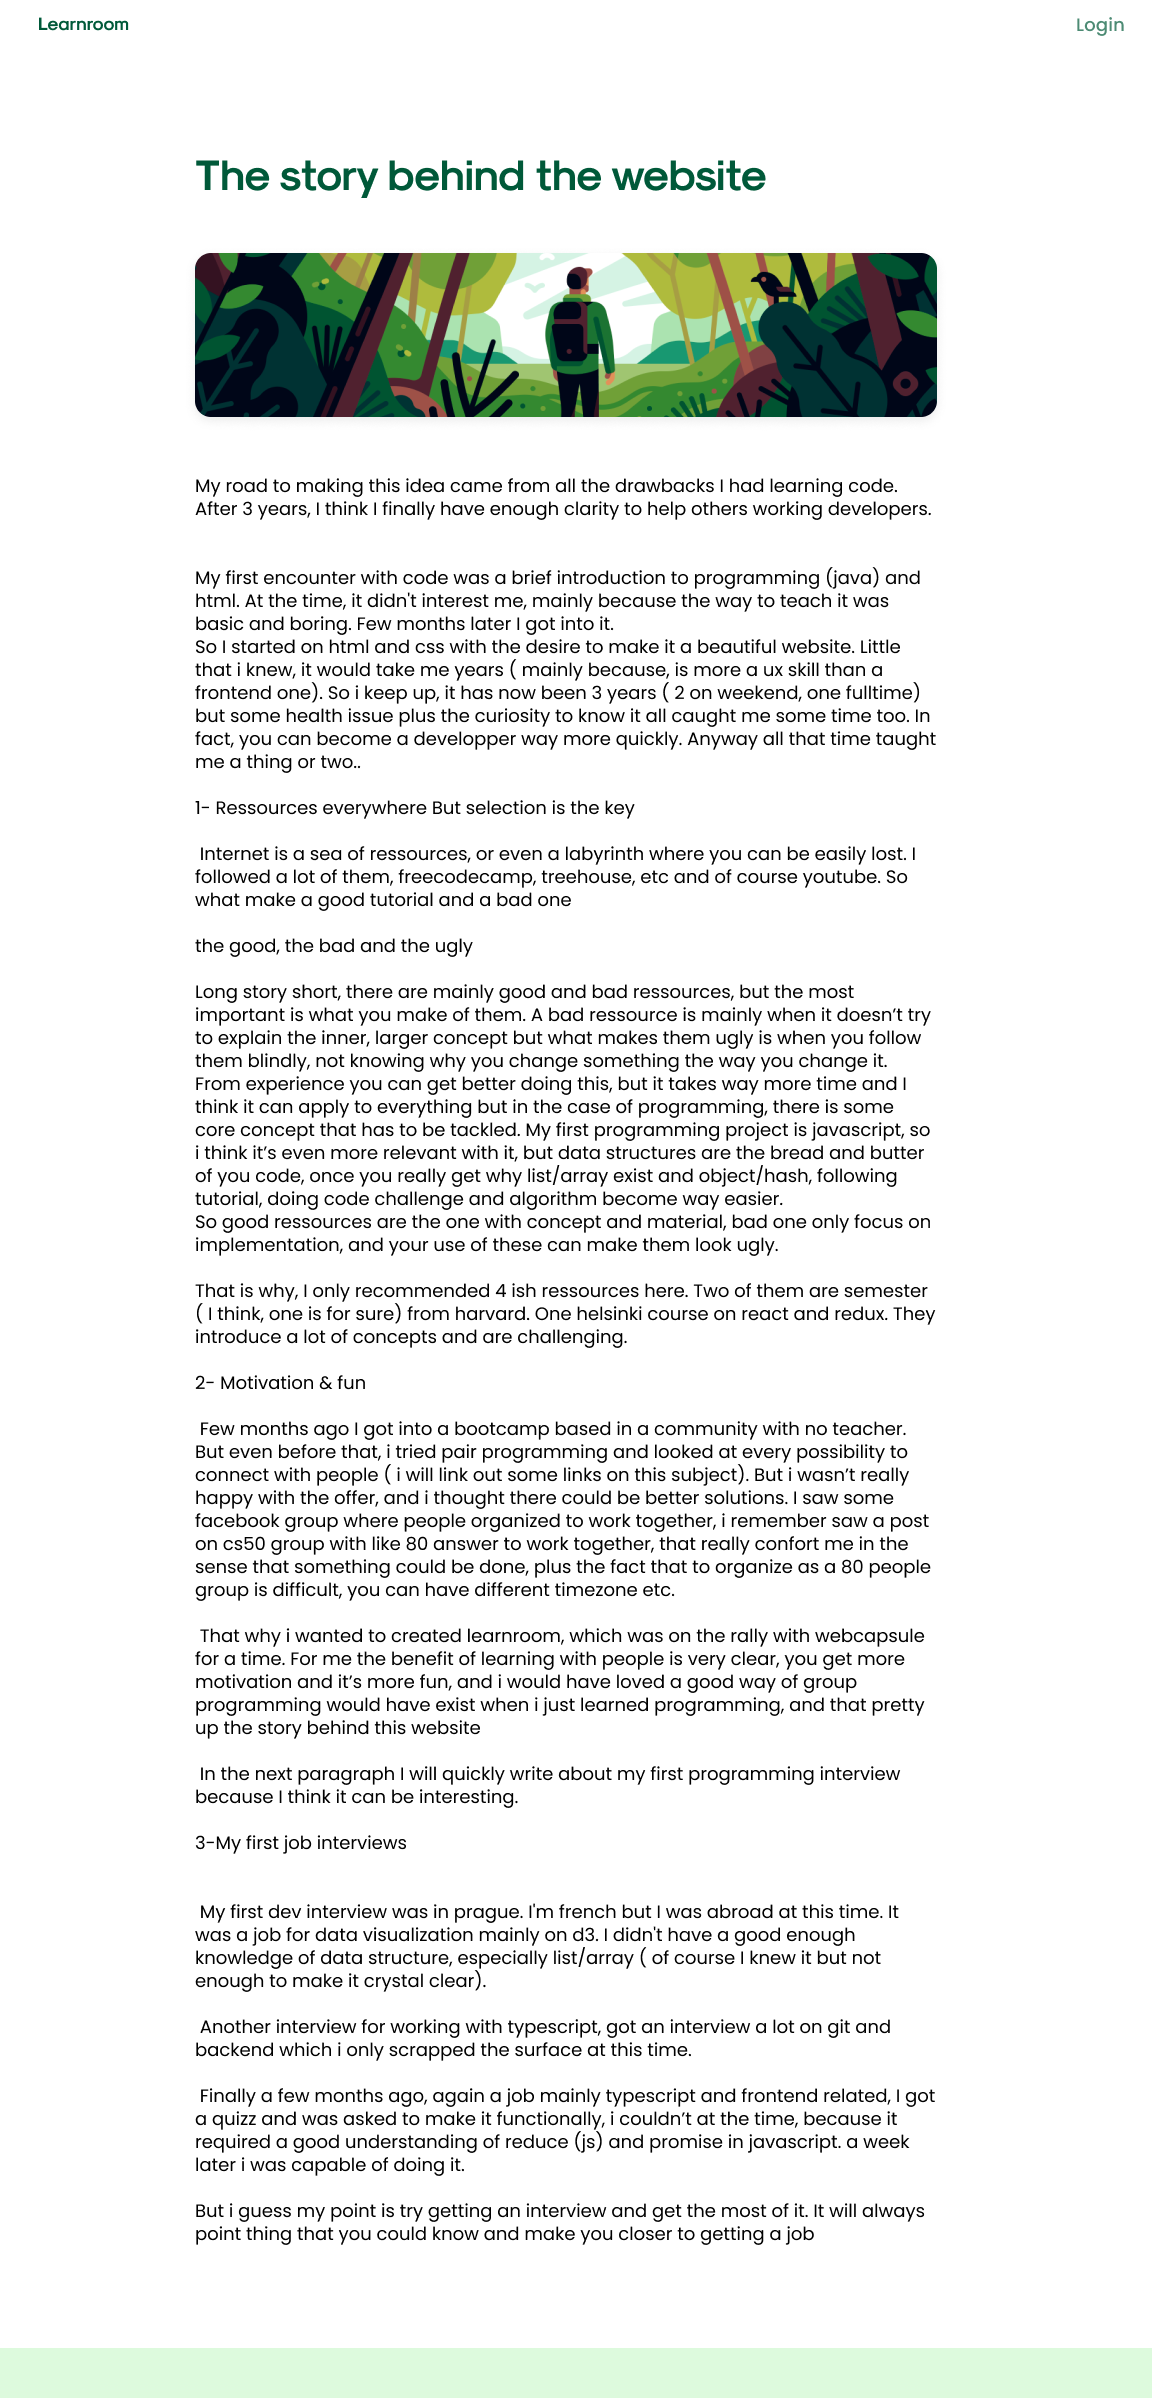 Learnroom
Login
The story behind the website
My road to making this idea came from all the drawbacks I had learning code.
After 3 years, I think I finally have enough clarity to help others working developers.
My first encounter with code was a brief introduction to programming (java) and
html. At the time, it didn't interest me, mainly because the way to teach it was
basic and boring. Few months later I got into it.
So I started on html and css with the desire to make it a beautiful website. Little
that i knew, it would take me years ( mainly because, is more a ux skill than a
frontend one). So i keep up, it has now been 3 years ( 2 on weekend, one fulltime)
but some health issue plus the curiosity to know it all caught me some time too. In
fact, you can become a developper way more quickly. Anyway all that time taught
me a thing or two..
1- Ressources everywhere But selection is the key
Internet is a sea of ressources, or even a labyrinth where you can be easily lost. I
followed a lot of them, freecodecamp, treehouse, etc and of course youtube. So
what make a good tutorial and a bad one
the good, the bad and the ugly
Long story short, there are mainly good and bad ressources, but the most
important is what you make of them. A bad ressource is mainly when it doesn’t try
to explain the inner, larger concept but what makes them ugly is when you follow
them blindly, not knowing why you change something the way you change it.
From experience you can get better doing this, but it takes way more time and I
think it can apply to everything but in the case of programming, there is some
core concept that has to be tackled. My first programming project is javascript, so
i think it’s even more relevant with it, but data structures are the bread and butter
of you code, once you really get why list/array exist and object/hash, following
tutorial, doing code challenge and algorithm become way easier.
So good ressources are the one with concept and material, bad one only focus on
implementation, and your use of these can make them look ugly.
That is why, I only recommended 4 ish ressources here. Two of them are semester
( I think, one is for sure) from harvard. One helsinki course on react and redux. They
introduce a lot of concepts and are challenging.
2- Motivation & fun
Few months ago I got into a bootcamp based in a community with no teacher.
But even before that, i tried pair programming and looked at every possibility to
connect with people ( i will link out some links on this subject). But i wasn’t really
happy with the offer, and i thought there could be better solutions. I saw some
facebook group where people organized to work together, i remember saw a post
on cs50 group with like 80 answer to work together, that really confort me in the
sense that something could be done, plus the fact that to organize as a 80 people
group is difficult, you can have different timezone etc.
That why i wanted to created learnroom, which was on the rally with webcapsule
for a time. For me the benefit of learning with people is very clear, you get more
motivation and it’s more fun, and i would have loved a good way of group
programming would have exist when i just learned programming, and that pretty
up the story behind this website
In the next paragraph I will quickly write about my first programming interview
because I think it can be interesting.
3-My first job interviews
My first dev interview was in prague. I'm french but I was abroad at this time. It
was a job for data visualization mainly on d3. I didn't have a good enough
knowledge of data structure, especially list/array ( of course I knew it but not
enough to make it crystal clear).
Another interview for working with typescript, got an interview a lot on git and
backend which i only scrapped the surface at this time.
Finally a few months ago, again a job mainly typescript and frontend related, I got
a quizz and was asked to make it functionally, i couldn’t at the time, because it
required a good understanding of reduce (js) and promise in javascript. a week
later i was capable of doing it.
But i guess my point is try getting an interview and get the most of it. It will always
point thing that you could know and make you closer to getting a job